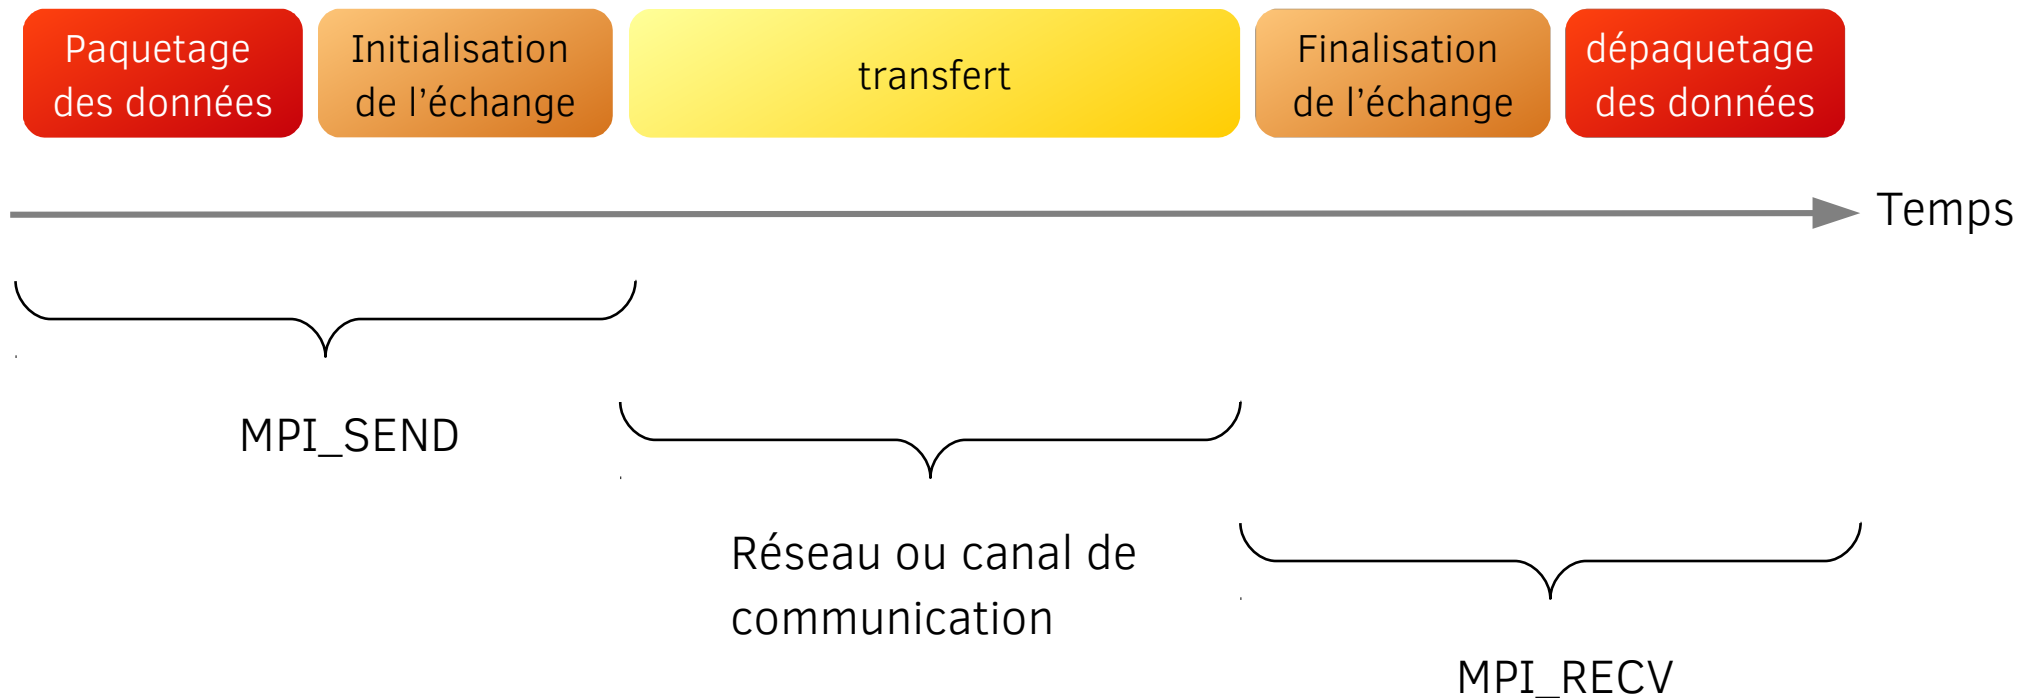 Paquetage
des données
Initialisation
de l'échange
transfert
Finalisation
de l'échange
dépaquetage
des données
Temps
MPI_SEND
Réseau ou canal de
communication
MPI_RECV